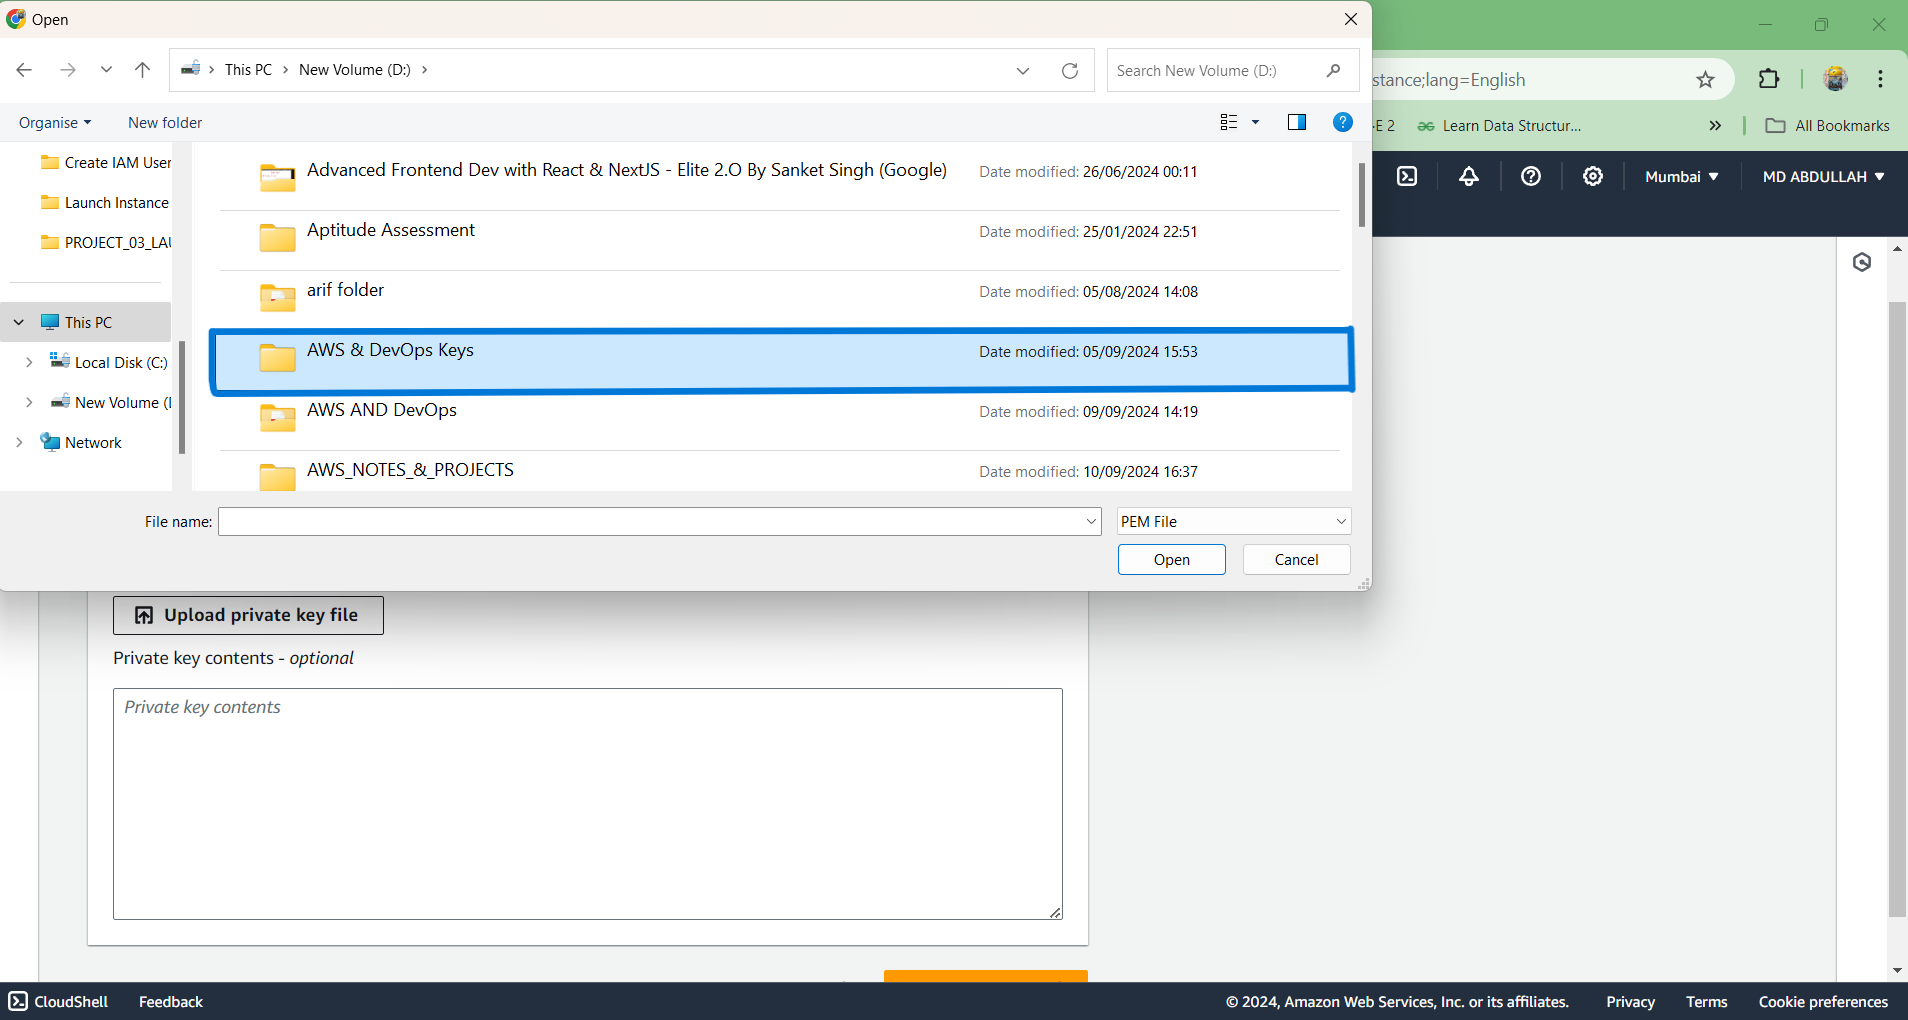 Open
This PC > New Volume (D:) >
Search New Volume (D:)
stance;lang=English
Organise
New folder
E 2
Learn Data Structur...
All Bookmarks
Create IAM User
Launch Instance
PROJECT_03_LAU
This PC
Local Disk (C:)
New Volume (D
Network
Advanced Frontend Dev with React & NextJS - Elite 2.O By Sanket Singh (Google)
Date modified: 26/06/2024 00:11
Aptitude Assessment
Date modified: 25/01/2024 22:51
arif folder
Date modified: 05/08/2024 14:08
AWS & DevOps Keys
Date modified: 05/09/2024 15:53
AWS AND DevOps
Date modified: 09/09/2024 14:19
AWS_NOTES_&_PROJECTS
Date modified: 10/09/2024 16:37
Mumbai
MD ABDULLAH
File name:
PEM File
Open
Cancel
Upload private key file
Private key contents - optional
Private key contents
CloudShell
Feedback
© 2024, Amazon Web Services, Inc. or its affiliates.
Privacy
Terms
Cookie preferences